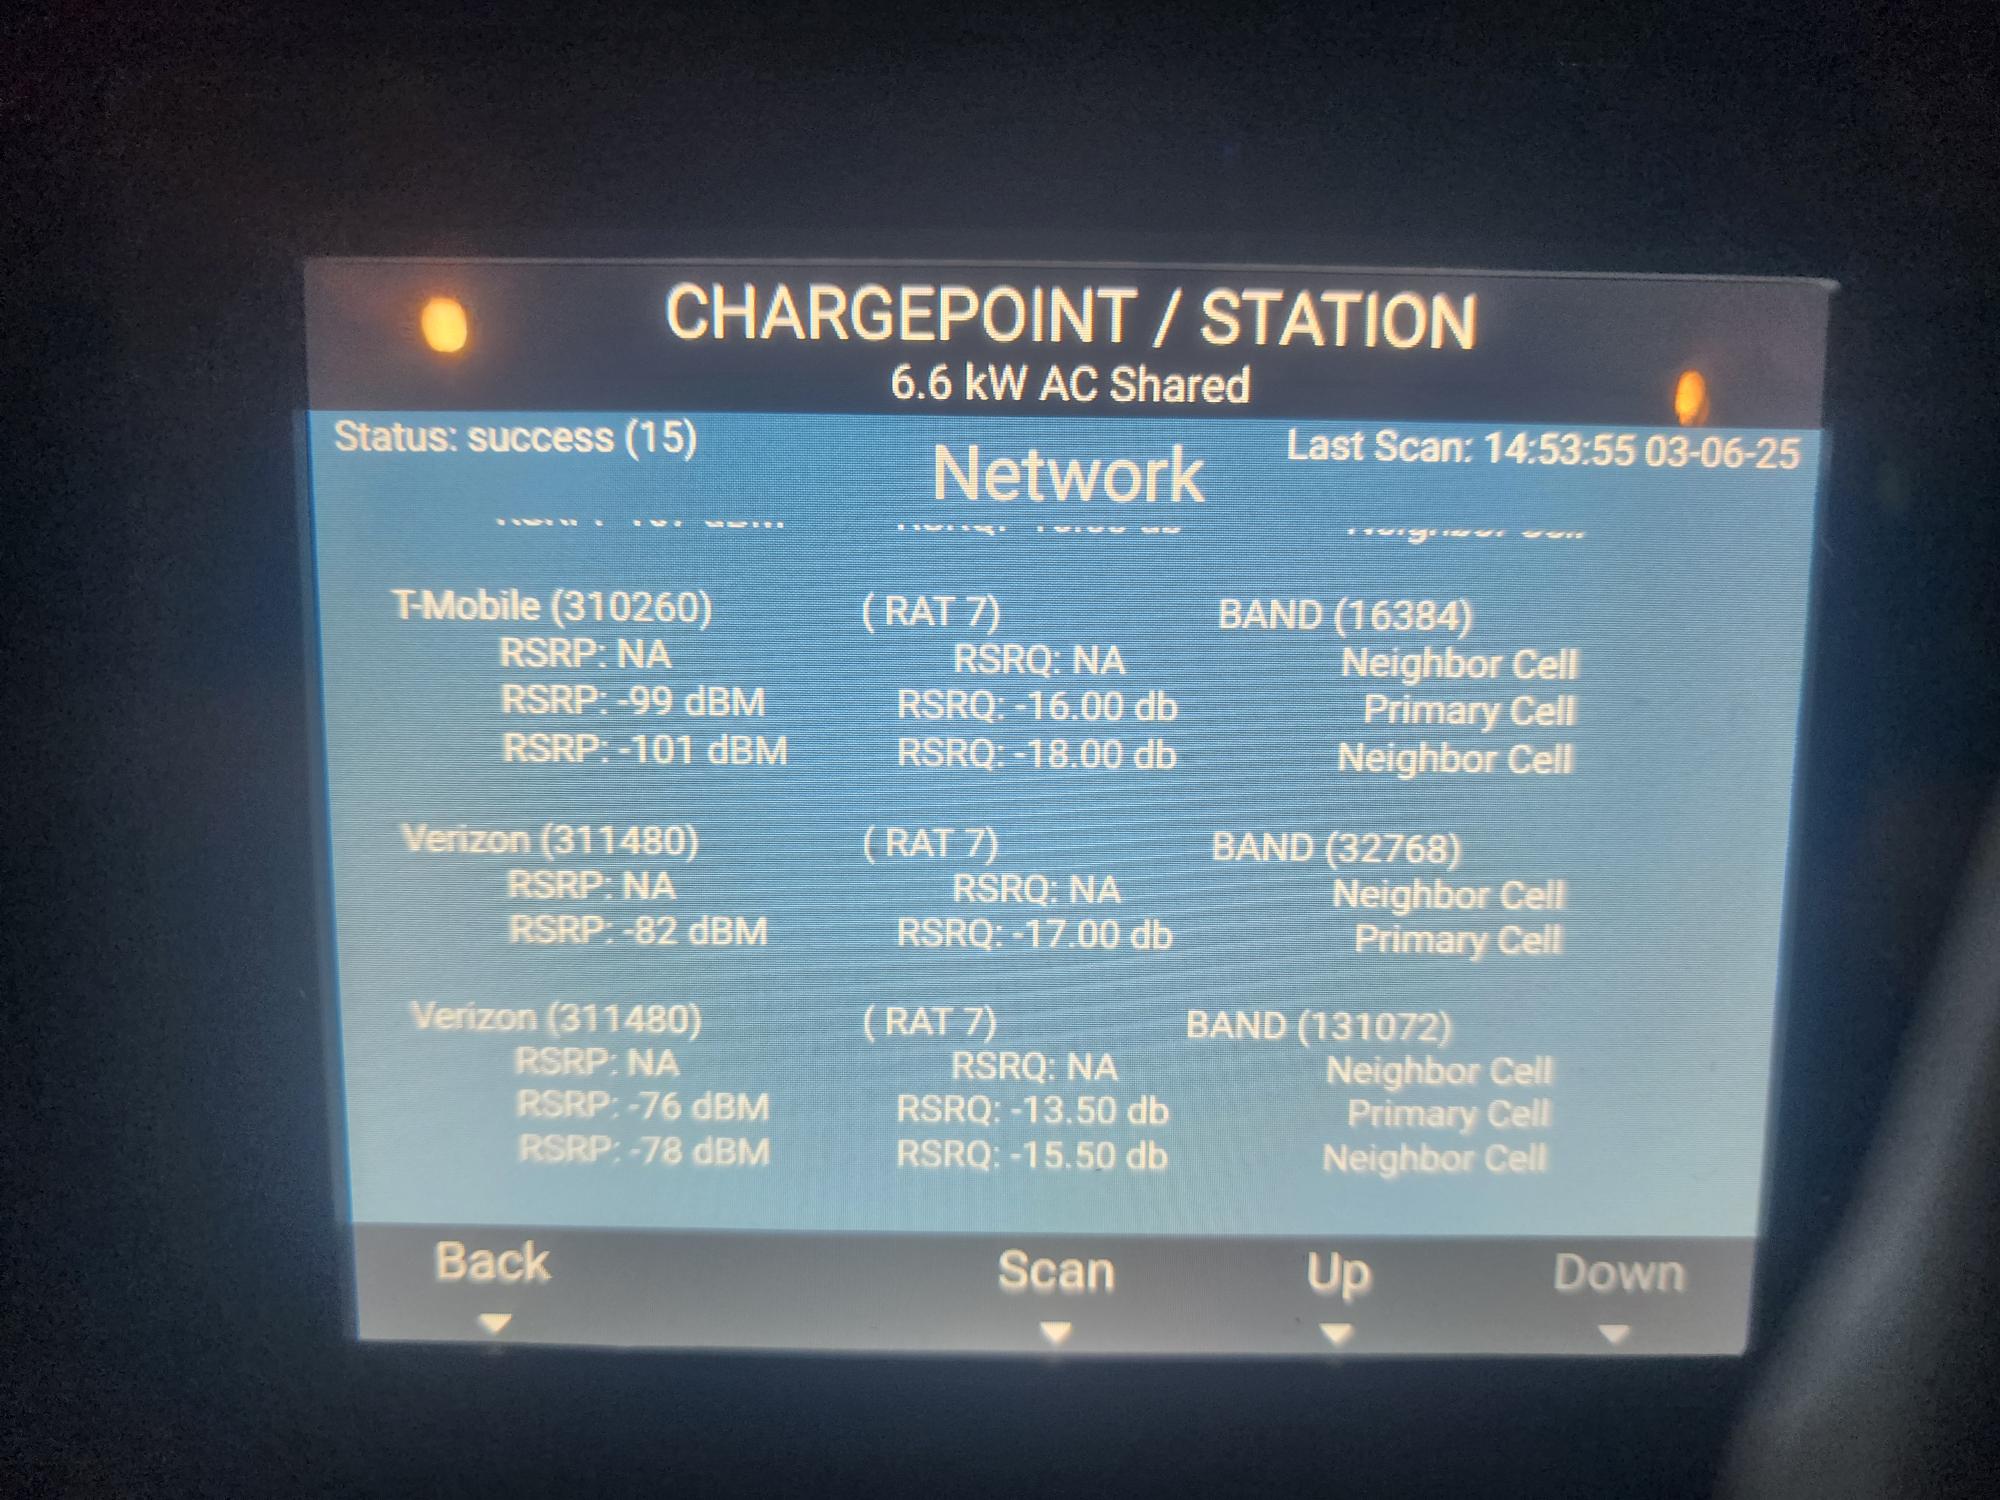 CHARGEPOINT / STATION
6.6 kW AC Shared
Status: success (15)
Last Scan: 14:53:55 03-06-25
Network
T-Mobile (310260) ( RAT 7) BAND (16384)
RSRP: NA RSRQ: NA Neighbor Cell
RSRP: -99 dBM RSRQ: -16.00 db Primary Cell
RSRP: -101 dBM RSRQ: -18.00 db Neighbor Cell
Verizon (311480) ( RAT 7) BAND (32768)
RSRP: NA RSRQ: NA Neighbor Cell
RSRP: -82 dBM RSRQ: -17.00 db Primary Cell
Verizon (311480) ( RAT 7) BAND (131072)
RSRP: NA RSRQ: NA Neighbor Cell
RSRP: -76 dBM RSRQ: -13.50 db Primary Cell
RSRP: -78 dBM RSRQ: -15.50 db Neighbor Cell
Back Scan Up Down